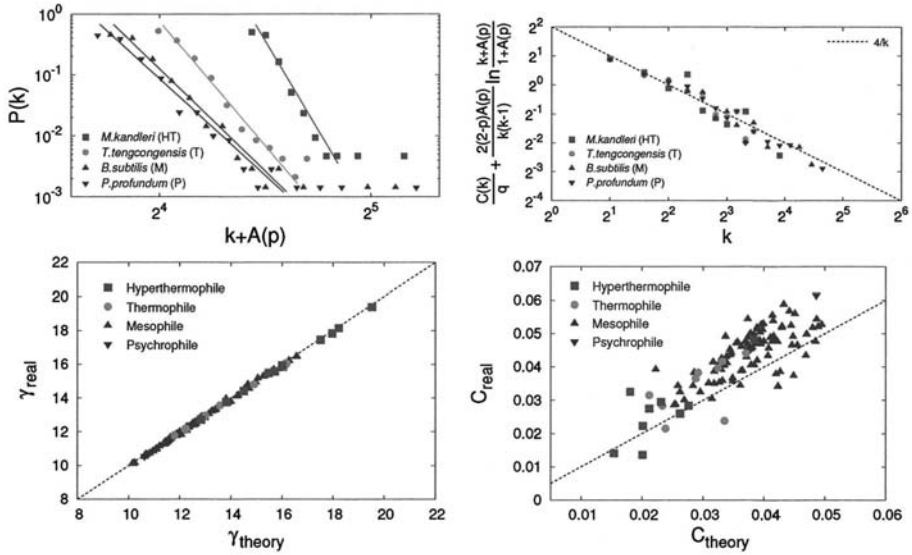 10^0
10^-1
10^-2
10^-3
P(k)
M.kandleri (HT)
T.tengcongensis (T)
B.subtilis (M)
P.profundum (P)
2^4
2^5
k+A(p)
C(k)/q + 2(2-p)A(p)/k(k-1) ln k+A(p)/1+A(p)
2^2
2^1
2^0
2^-1
2^-2
2^-3
2^-4
4/k
M.kandleri (HT)
T.tengcongensis (T)
B.subtilis (M)
P.profundum (P)
2^0 2^1 2^2 2^3 2^4 2^5 2^6
k
22
20
18
16
14
12
10
8
γreal
Hyperthermophile
Thermophile
Mesophile
Psychrophile
8 10 12 14 16 18 20 22
γtheory
0.07
0.06
0.05
0.04
0.03
0.02
0.01
0
Creal
Hyperthermophile
Thermophile
Mesophile
Psychrophile
0.01 0.02 0.03 0.04 0.05 0.06
Ctheory